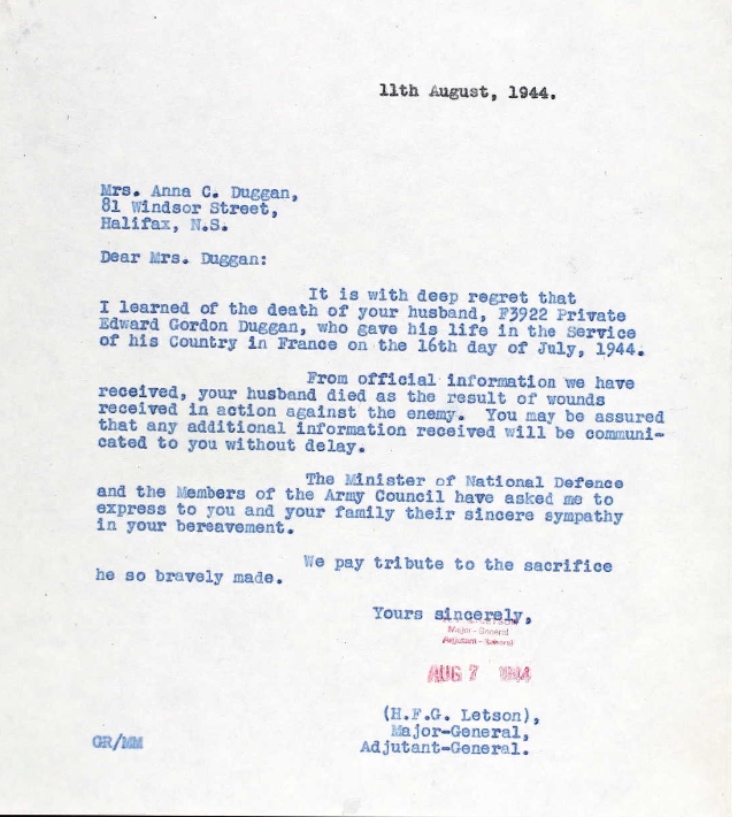 11th August, 1944.
Mrs. Anna C. Duggan,
81 Windsor Street,
Halifax, N.S.
Dear Mrs. Duggan:
It is with deep regret that
I learned of the death of your husband, F3922 Private
Edward Gordon Duggan, who gave his life in the Service
of his Country in France on the 16th day of July, 1944.
From official information we have
received, your husband died as the result of wounds
received in action against the enemy. You may be assured
that any additional information received will be communi-
cated to you without delay.
The Minister of National Defence
and the Members of the Army Council have asked me to
express to you and your family their sincere sympathy
in your bereavement.
We pay tribute to the sacrifice
he so bravely made.
Yours sincerely,
Major-General
Adjutant-General
AUG 7 1944
(H.F.G. Letson),
Major-General,
Adjutant-General.
GR/MM